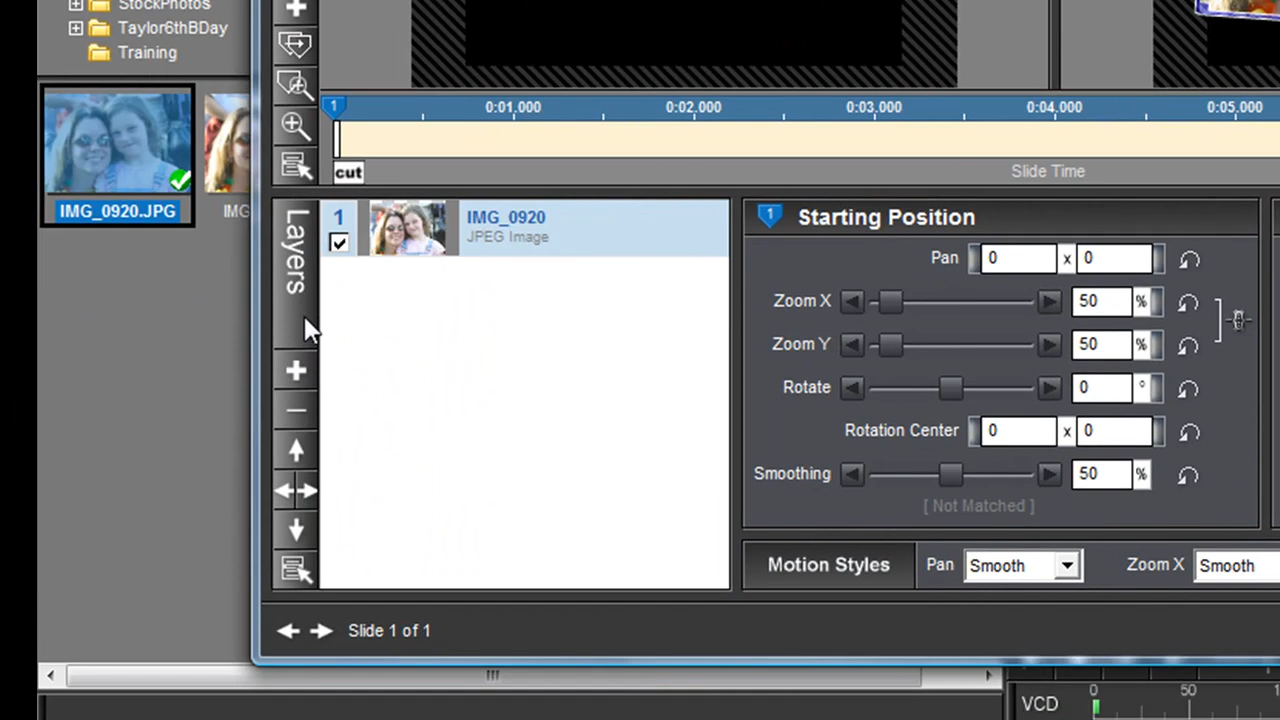 StockPhotos
Taylor6thBDay
Training
IMG_0920.JPG
IMG
1 0:01,000 0:02,000 0:03,000 0:04,000 0:05,000
cut
Slide Time
Layers
1 IMG_0920
JPEG Image
1 Starting Position
Pan 0 x 0
Zoom X 50 %
Zoom Y 50 %
Rotate 0 °
Rotation Center 0 x 0
Smoothing 50 %
[ Not Matched ]
Motion Styles Pan Smooth Zoom X Smooth
Slide 1 of 1
VCD 0 50